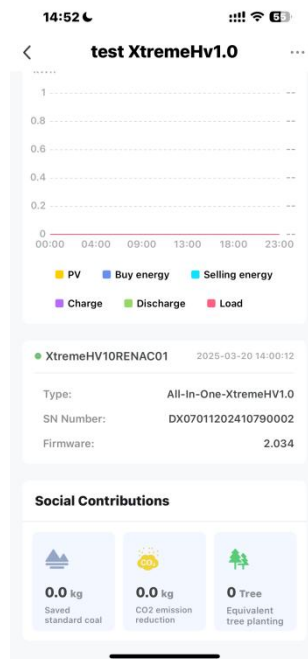 14:52
55
test XtremeHv1.0
1 --
0.8 --
0.6 --
0.4 --
0.2 --
0 --
00:00 04:00 09:00 13:00 18:00 23:00
PV Buy energy Selling energy
Charge Discharge Load
XtremeHV10RENAC01 2025-03-20 14:00:12
Type: All-In-One-XtremeHV1.0
SN Number: DX07011202410790002
Firmware: 2.034
Social Contributions
CO₂
0.0 kg 0.0 kg 0 Tree
Saved CO2 emission Equivalent
standard coal reduction tree planting